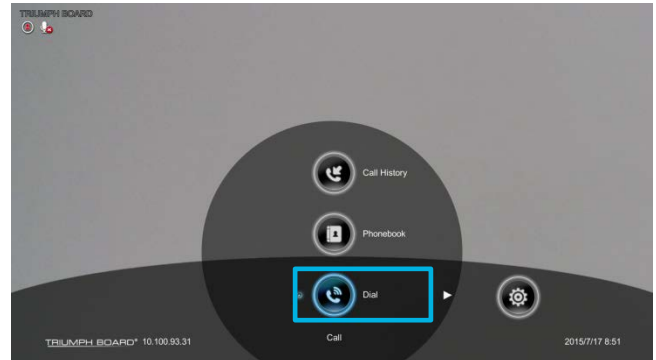 TRIUMPH BOARD
Call History
Phonebook
Dial
Call
TRIUMPH BOARD® 10.100.93.31
2015/7/17 8:51